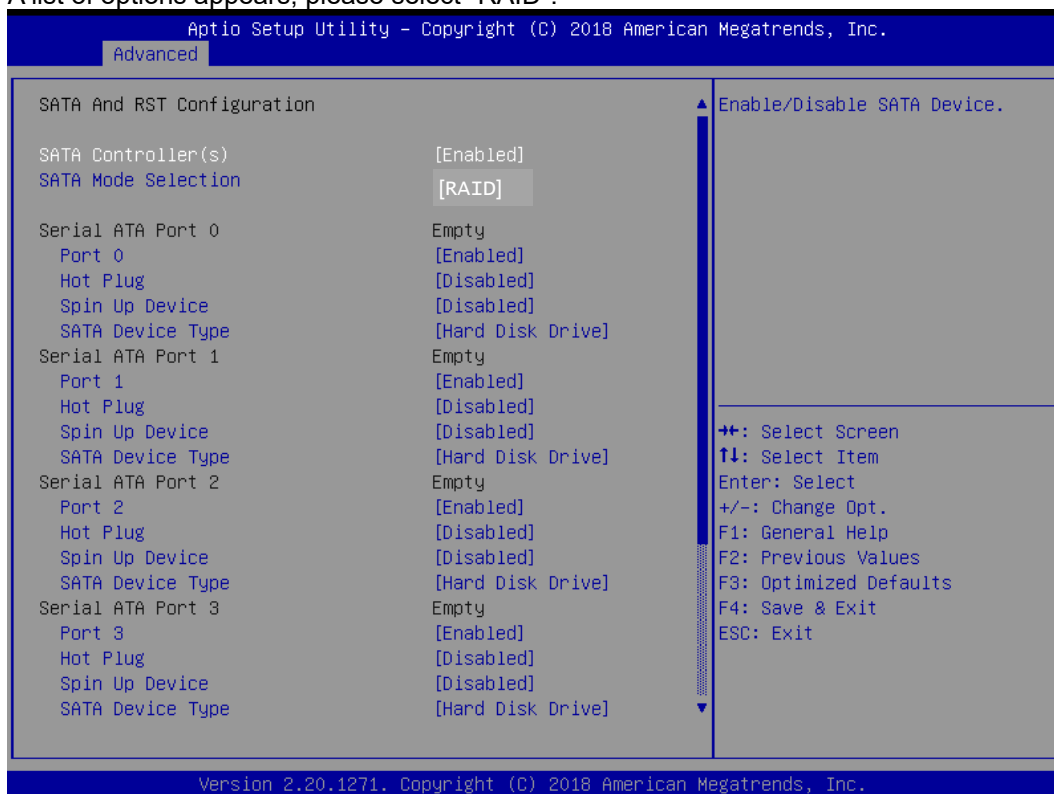 A list of options appears, please select "RAID".
Aptio Setup Utility – Copyright (C) 2018 American Megatrends, Inc.
Advanced
SATA And RST Configuration
SATA Controller(s) [Enabled]
SATA Mode Selection [RAID]
Serial ATA Port 0 Empty
Port 0 [Enabled]
Hot Plug [Disabled]
Spin Up Device [Disabled]
SATA Device Type [Hard Disk Drive]
Serial ATA Port 1 Empty
Port 1 [Enabled]
Hot Plug [Disabled]
Spin Up Device [Disabled]
SATA Device Type [Hard Disk Drive]
Serial ATA Port 2 Empty
Port 2 [Enabled]
Hot Plug [Disabled]
Spin Up Device [Disabled]
SATA Device Type [Hard Disk Drive]
Serial ATA Port 3 Empty
Port 3 [Enabled]
Hot Plug [Disabled]
Spin Up Device [Disabled]
SATA Device Type [Hard Disk Drive]
Enable/Disable SATA Device.
→←: Select Screen
↑↓: Select Item
Enter: Select
+/-: Change Opt.
F1: General Help
F2: Previous Values
F3: Optimized Defaults
F4: Save & Exit
ESC: Exit
Version 2.20.1271. Copyright (C) 2018 American Megatrends, Inc.